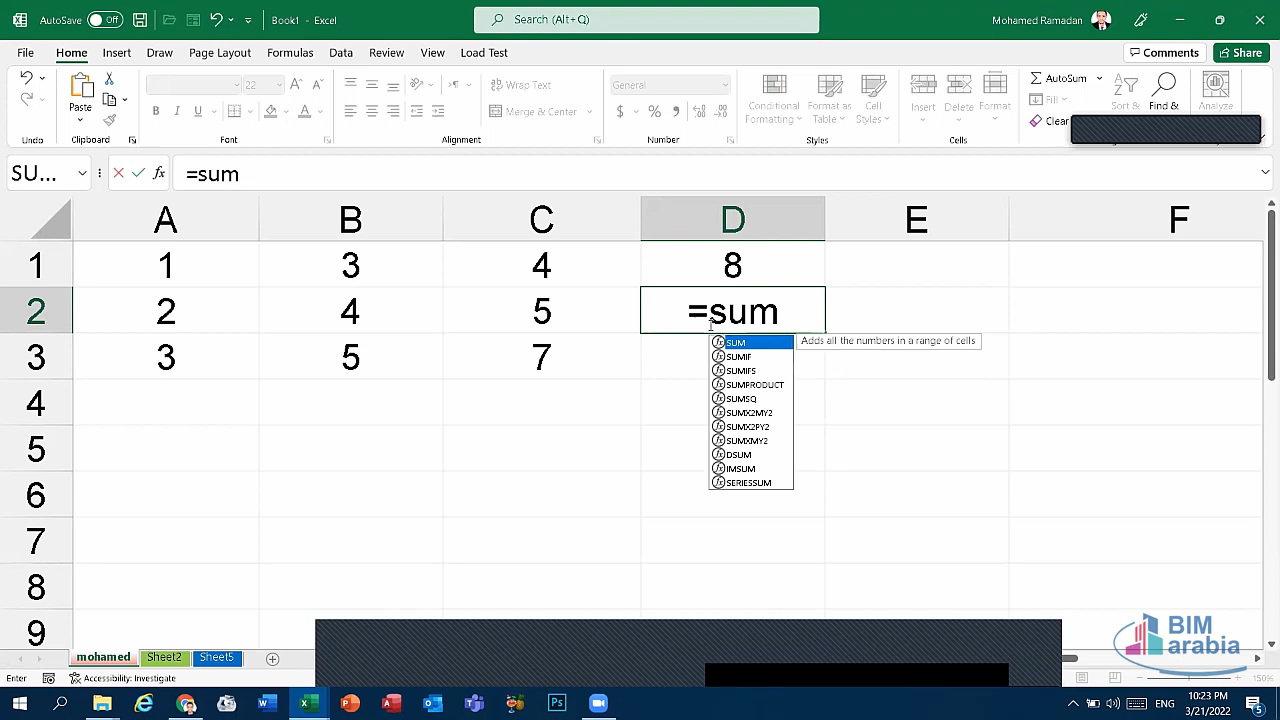 AutoSave Off Book1 - Excel Search (Alt+Q) Mohamed Ramadan
File Home Insert Draw Page Layout Formulas Data Review View Load Test Comments Share
Paste 22 Wrap Text General Conditional Formatting Format Table Styles Insert Delete Format AutoSum Sort & Find & Analyze
Merge & Center $ % Fill
Clear
Undo Clipboard Font Alignment Number Styles Cells
SU... fx =sum
A B C D E F
1 1 3 4 8
2 2 4 5 =sum
3 3 5 7
SUM Adds all the numbers in a range of cells
SUMIF
SUMIFS
SUMPRODUCT
SUMSQ
SUMX2MY2
SUMX2PY2
SUMXMY2
DSUM
IMSUM
SERIESSUM
4
5
6
7
8
9
BIM
arabia
mohamed Sheet2 Sheet5
Enter Accessibility: Investigate 150%
ENG 10:23 PM
3/21/2022